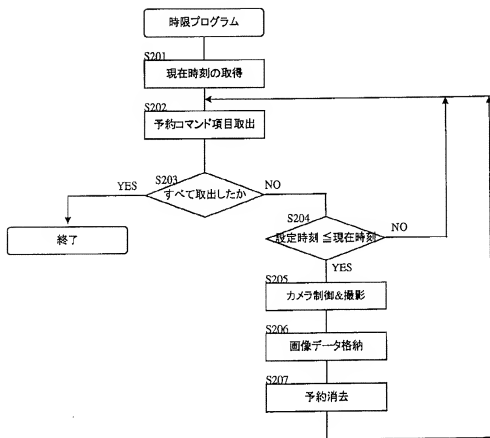 時限プログラム
S201
現在時刻の取得
S202
予約コマンド項目取出
S203
すべて取出したか
YES
NO
終了
S204
設定時刻 ≦現在時刻
NO
YES
S205
カメラ制御&撮影
S206
画像データ格納
S207
予約消去